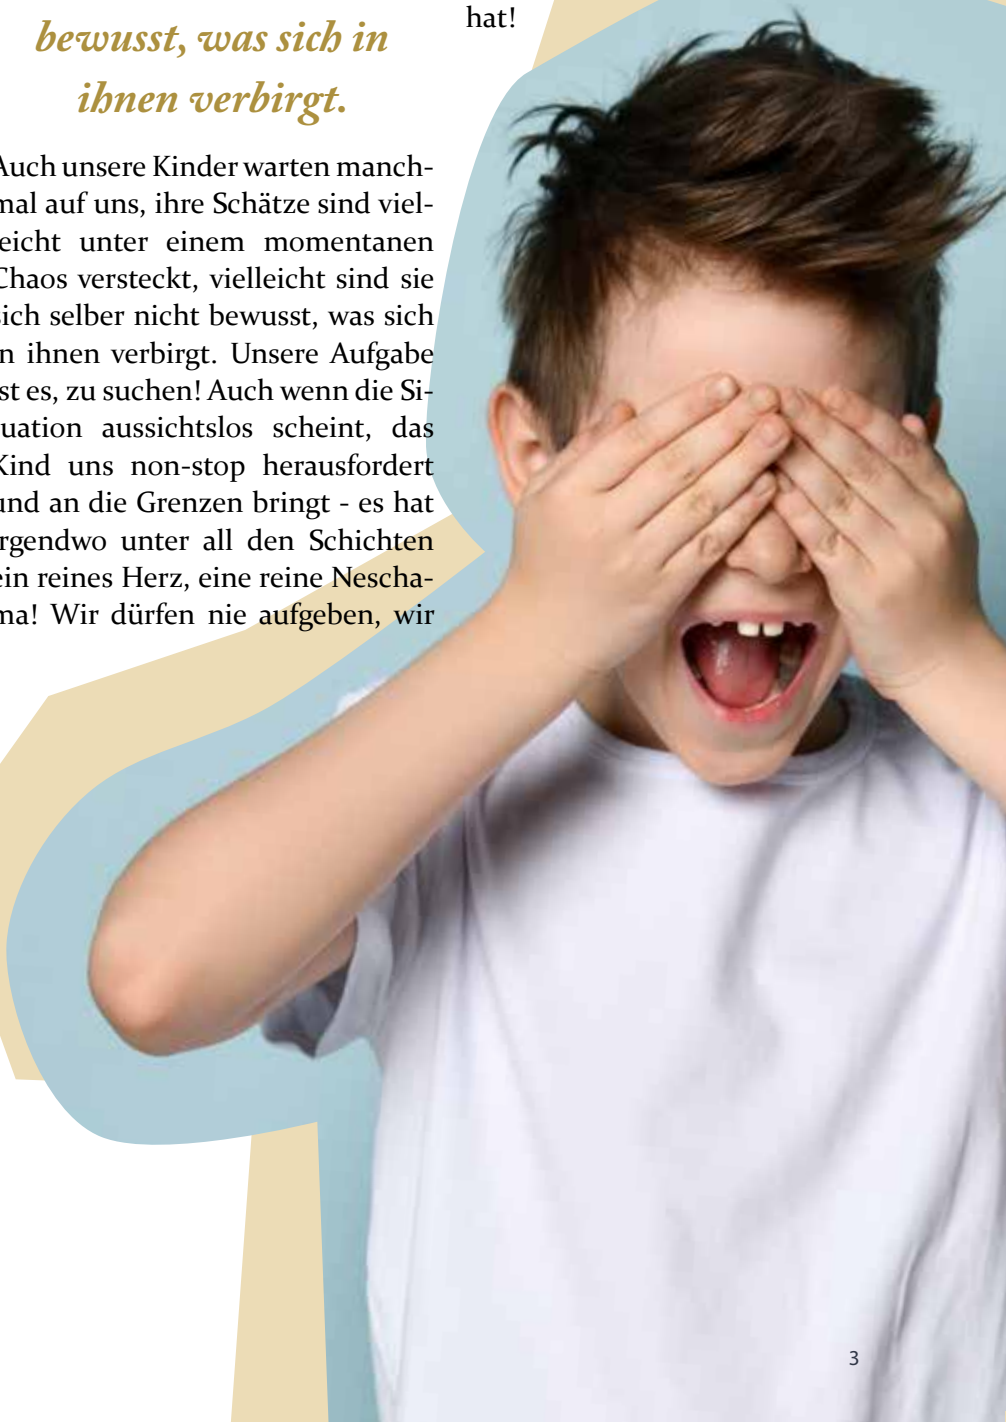 bewusst, was sich in
ihnen verbirgt.
Auch unsere Kinder warten manch-
mal auf uns, ihre Schätze sind viel-
eicht unter einem momentanen
Chaos versteckt, vielleicht sind sie
sich selber nicht bewusst, was sich
n ihnen verbirgt. Unsere Aufgabe
st es, zu suchen! Auch wenn die Si-
uation aussichtslos scheint, das
Kind uns non-stop herausfordert
und an die Grenzen bringt - es hat
rgendwo unter all den Schichten
ein reines Herz, eine reine Nescha-
ma! Wir dürfen nie aufgeben, wir
hat!
3